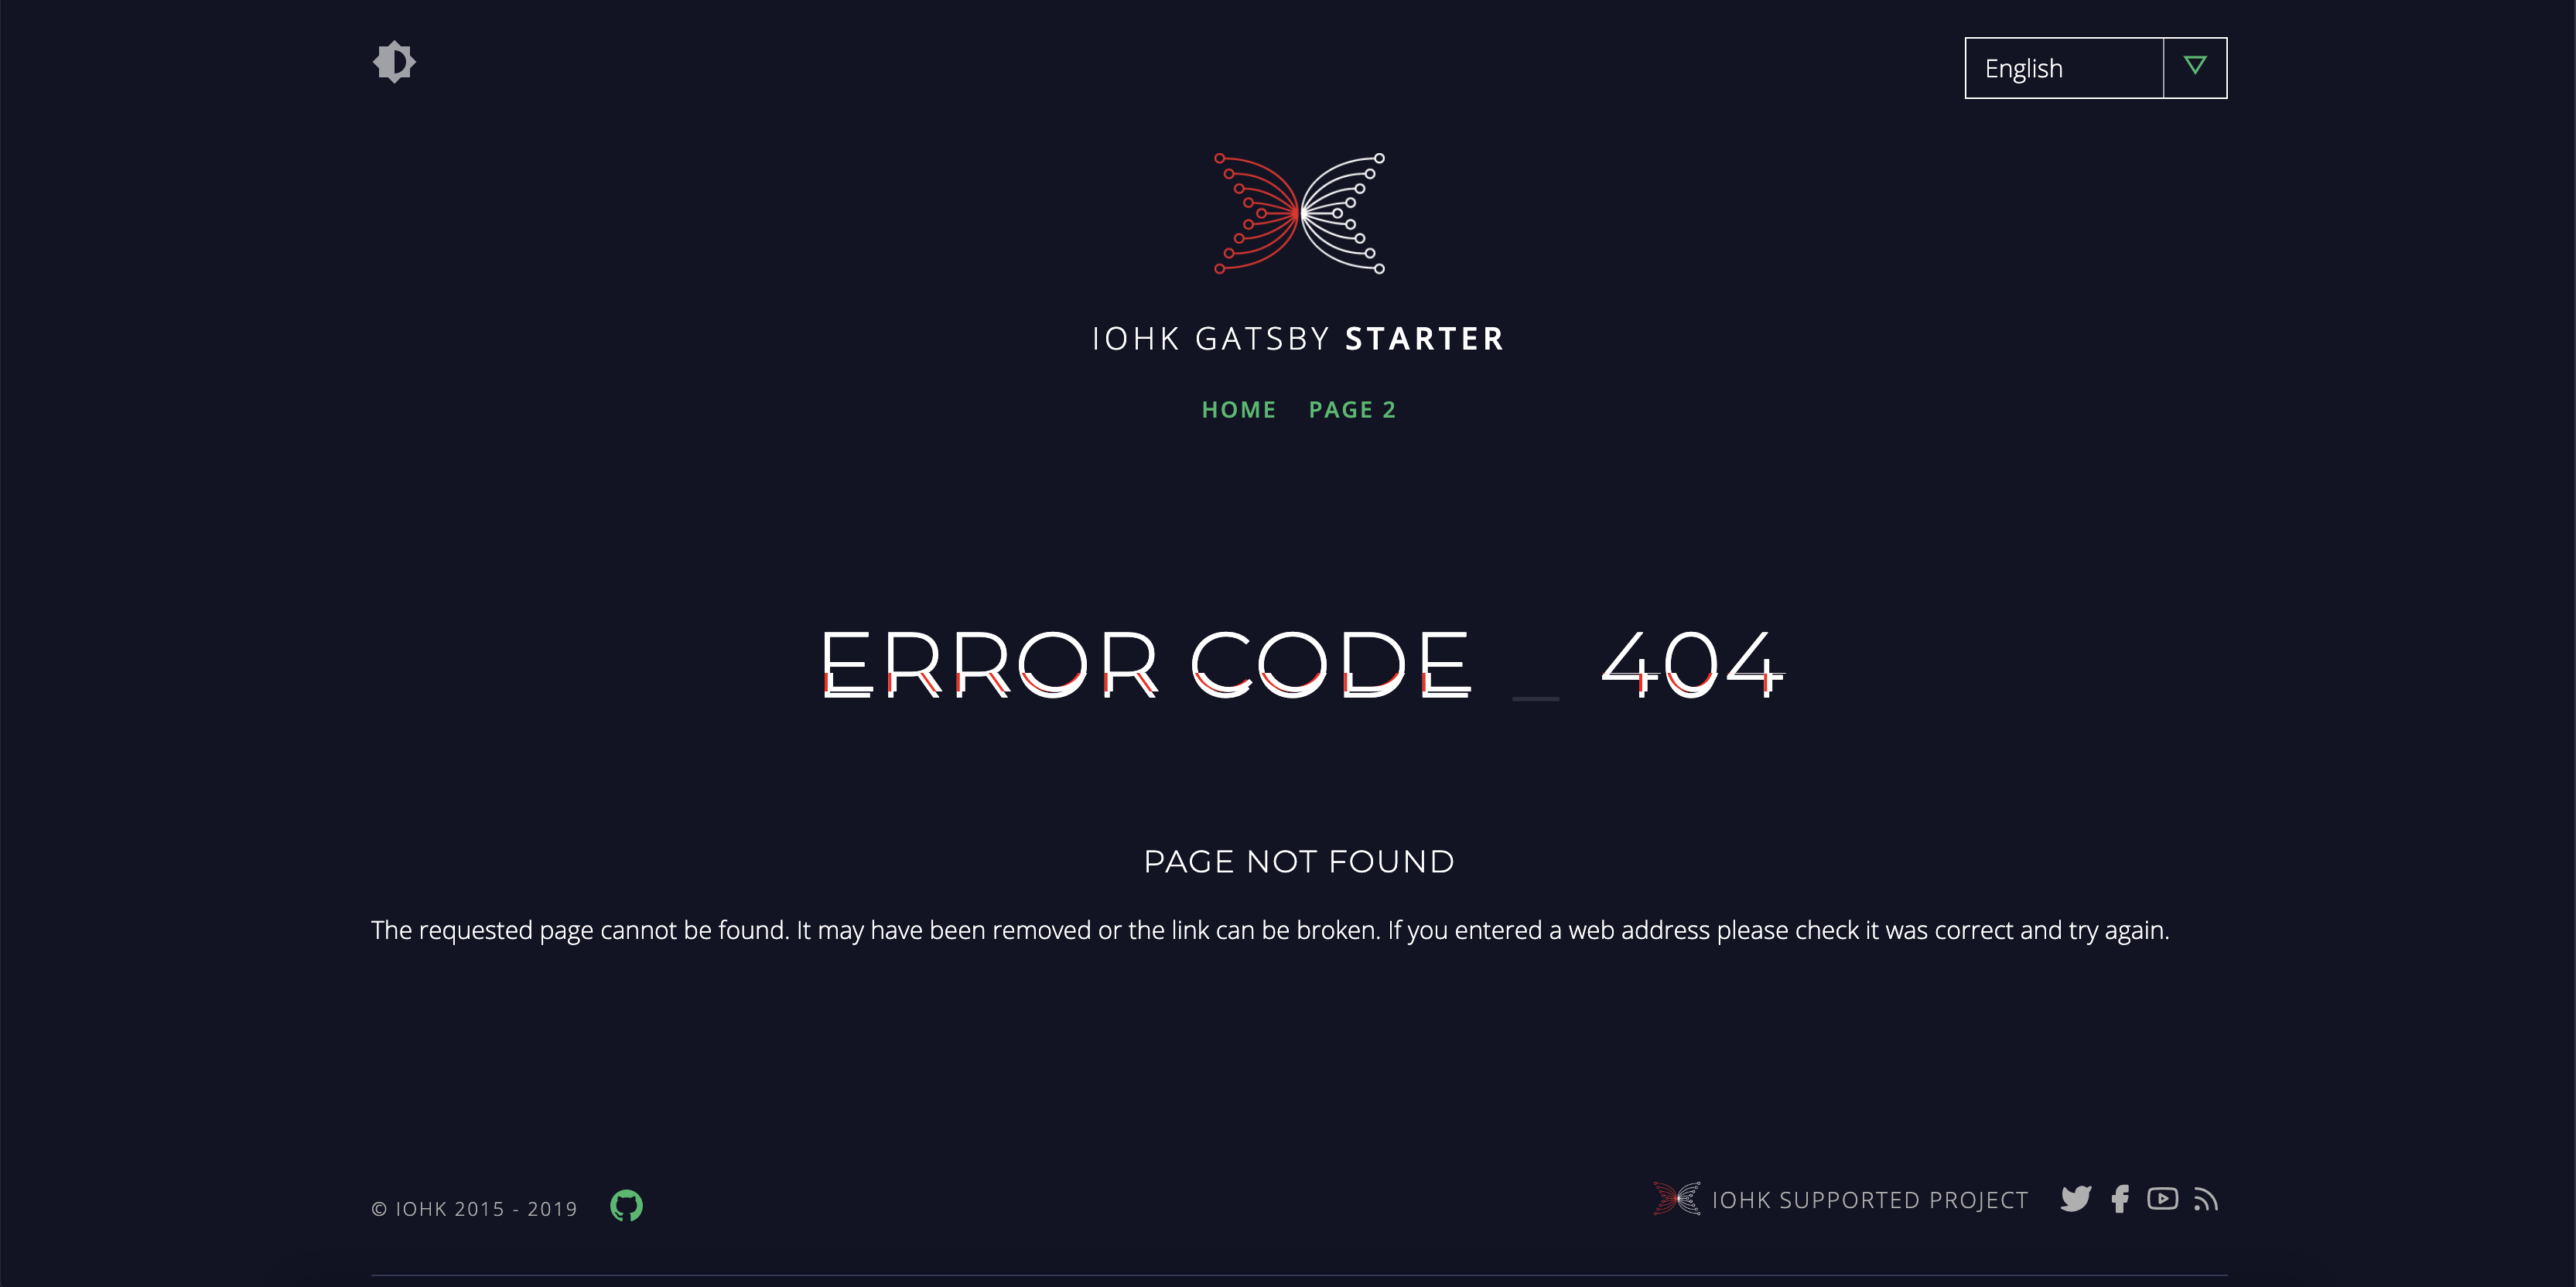 English
IOHK GATSBY STARTER
HOME PAGE 2
ERROR CODE _ 404
PAGE NOT FOUND
The requested page cannot be found. It may have been removed or the link can be broken. If you entered a web address please check it was correct and try again.
© IOHK 2015 - 2019
IOHK SUPPORTED PROJECT